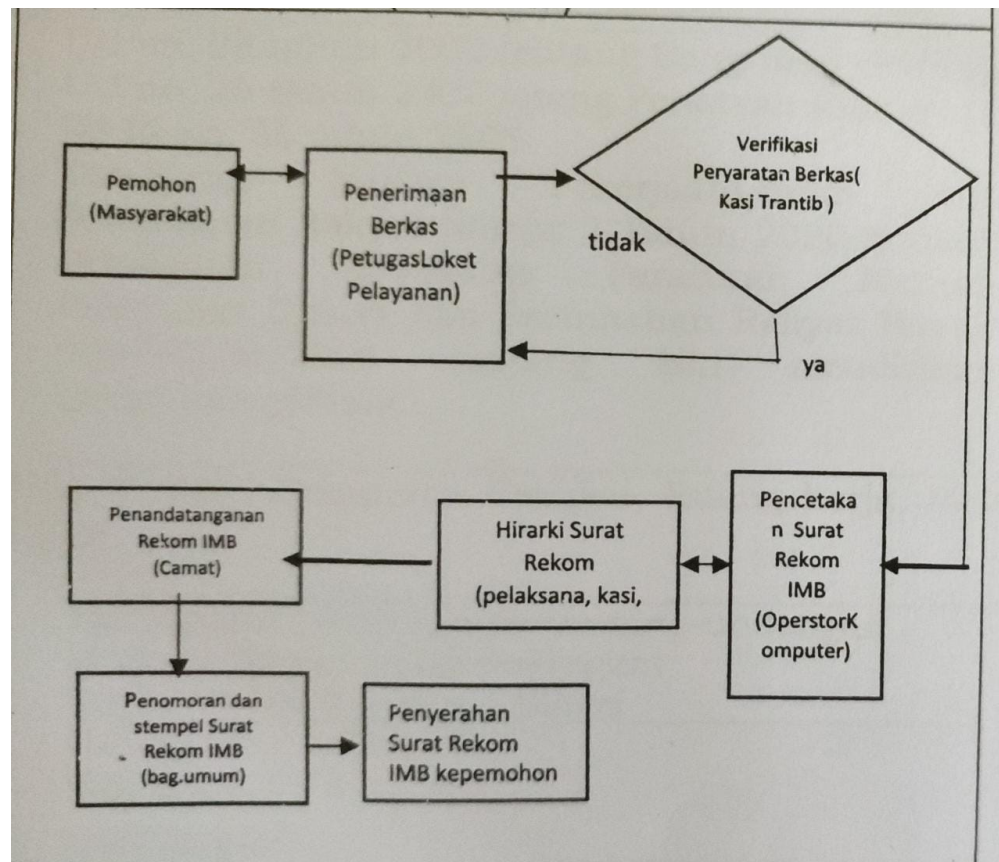 Pemohon
(Masyarakat)
Penerimaan
Berkas
(PetugasLoket
Pelayanan)
Verifikasi
Peryaratan Berkas(
Kasi Trantib )
tidak
ya
Pencetaka
n Surat
Rekom
IMB
(OperstorK
omputer)
Hirarki Surat
Rekom
(pelaksana, kasi,
Penandatanganan
Rekom IMB
(Camat)
Penomoran dan
stempel Surat
Rekom IMB
(bag.umum)
Penyerahan
Surat Rekom
IMB kepemohon